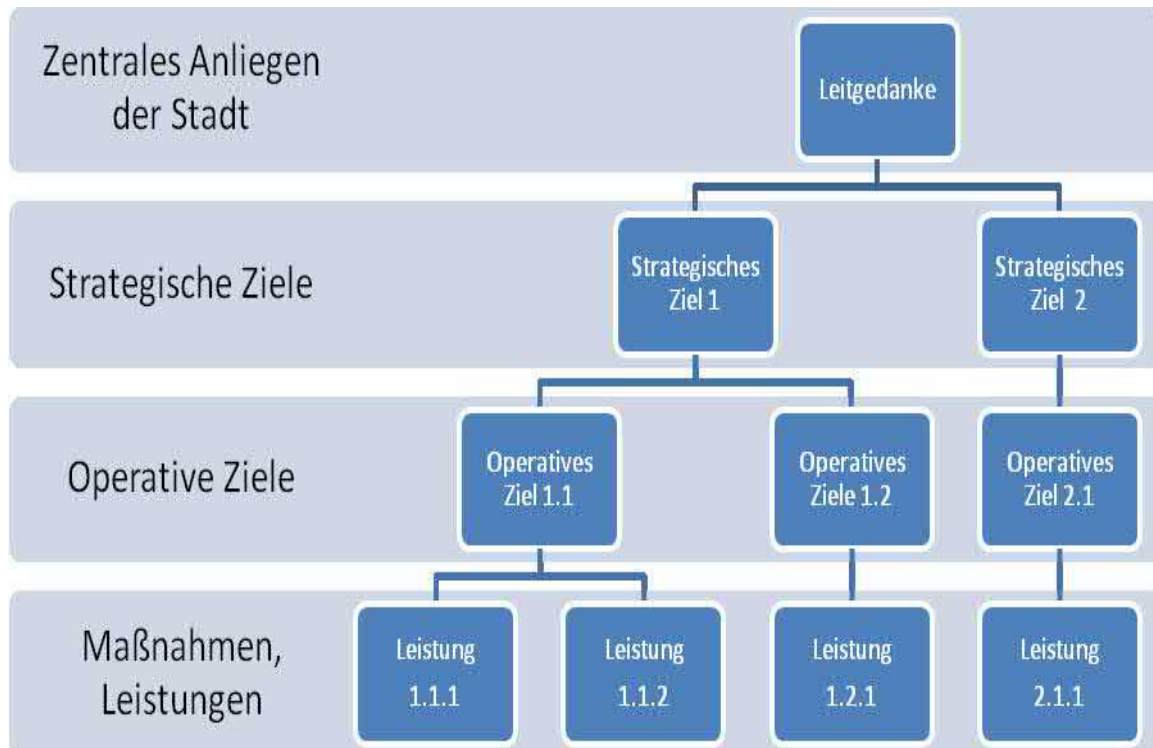 Zentrales Anliegen
der Stadt
Leitgedanke
Strategische Ziele
Strategisches
Ziel 1
Strategisches
Ziel 2
Operative Ziele
Operatives
Ziel 1.1
Operatives
Ziele 1.2
Operatives
Ziel 2.1
Maßnahmen,
Leistungen
Leistung
1.1.1
Leistung
1.1.2
Leistung
1.2.1
Leistung
2.1.1